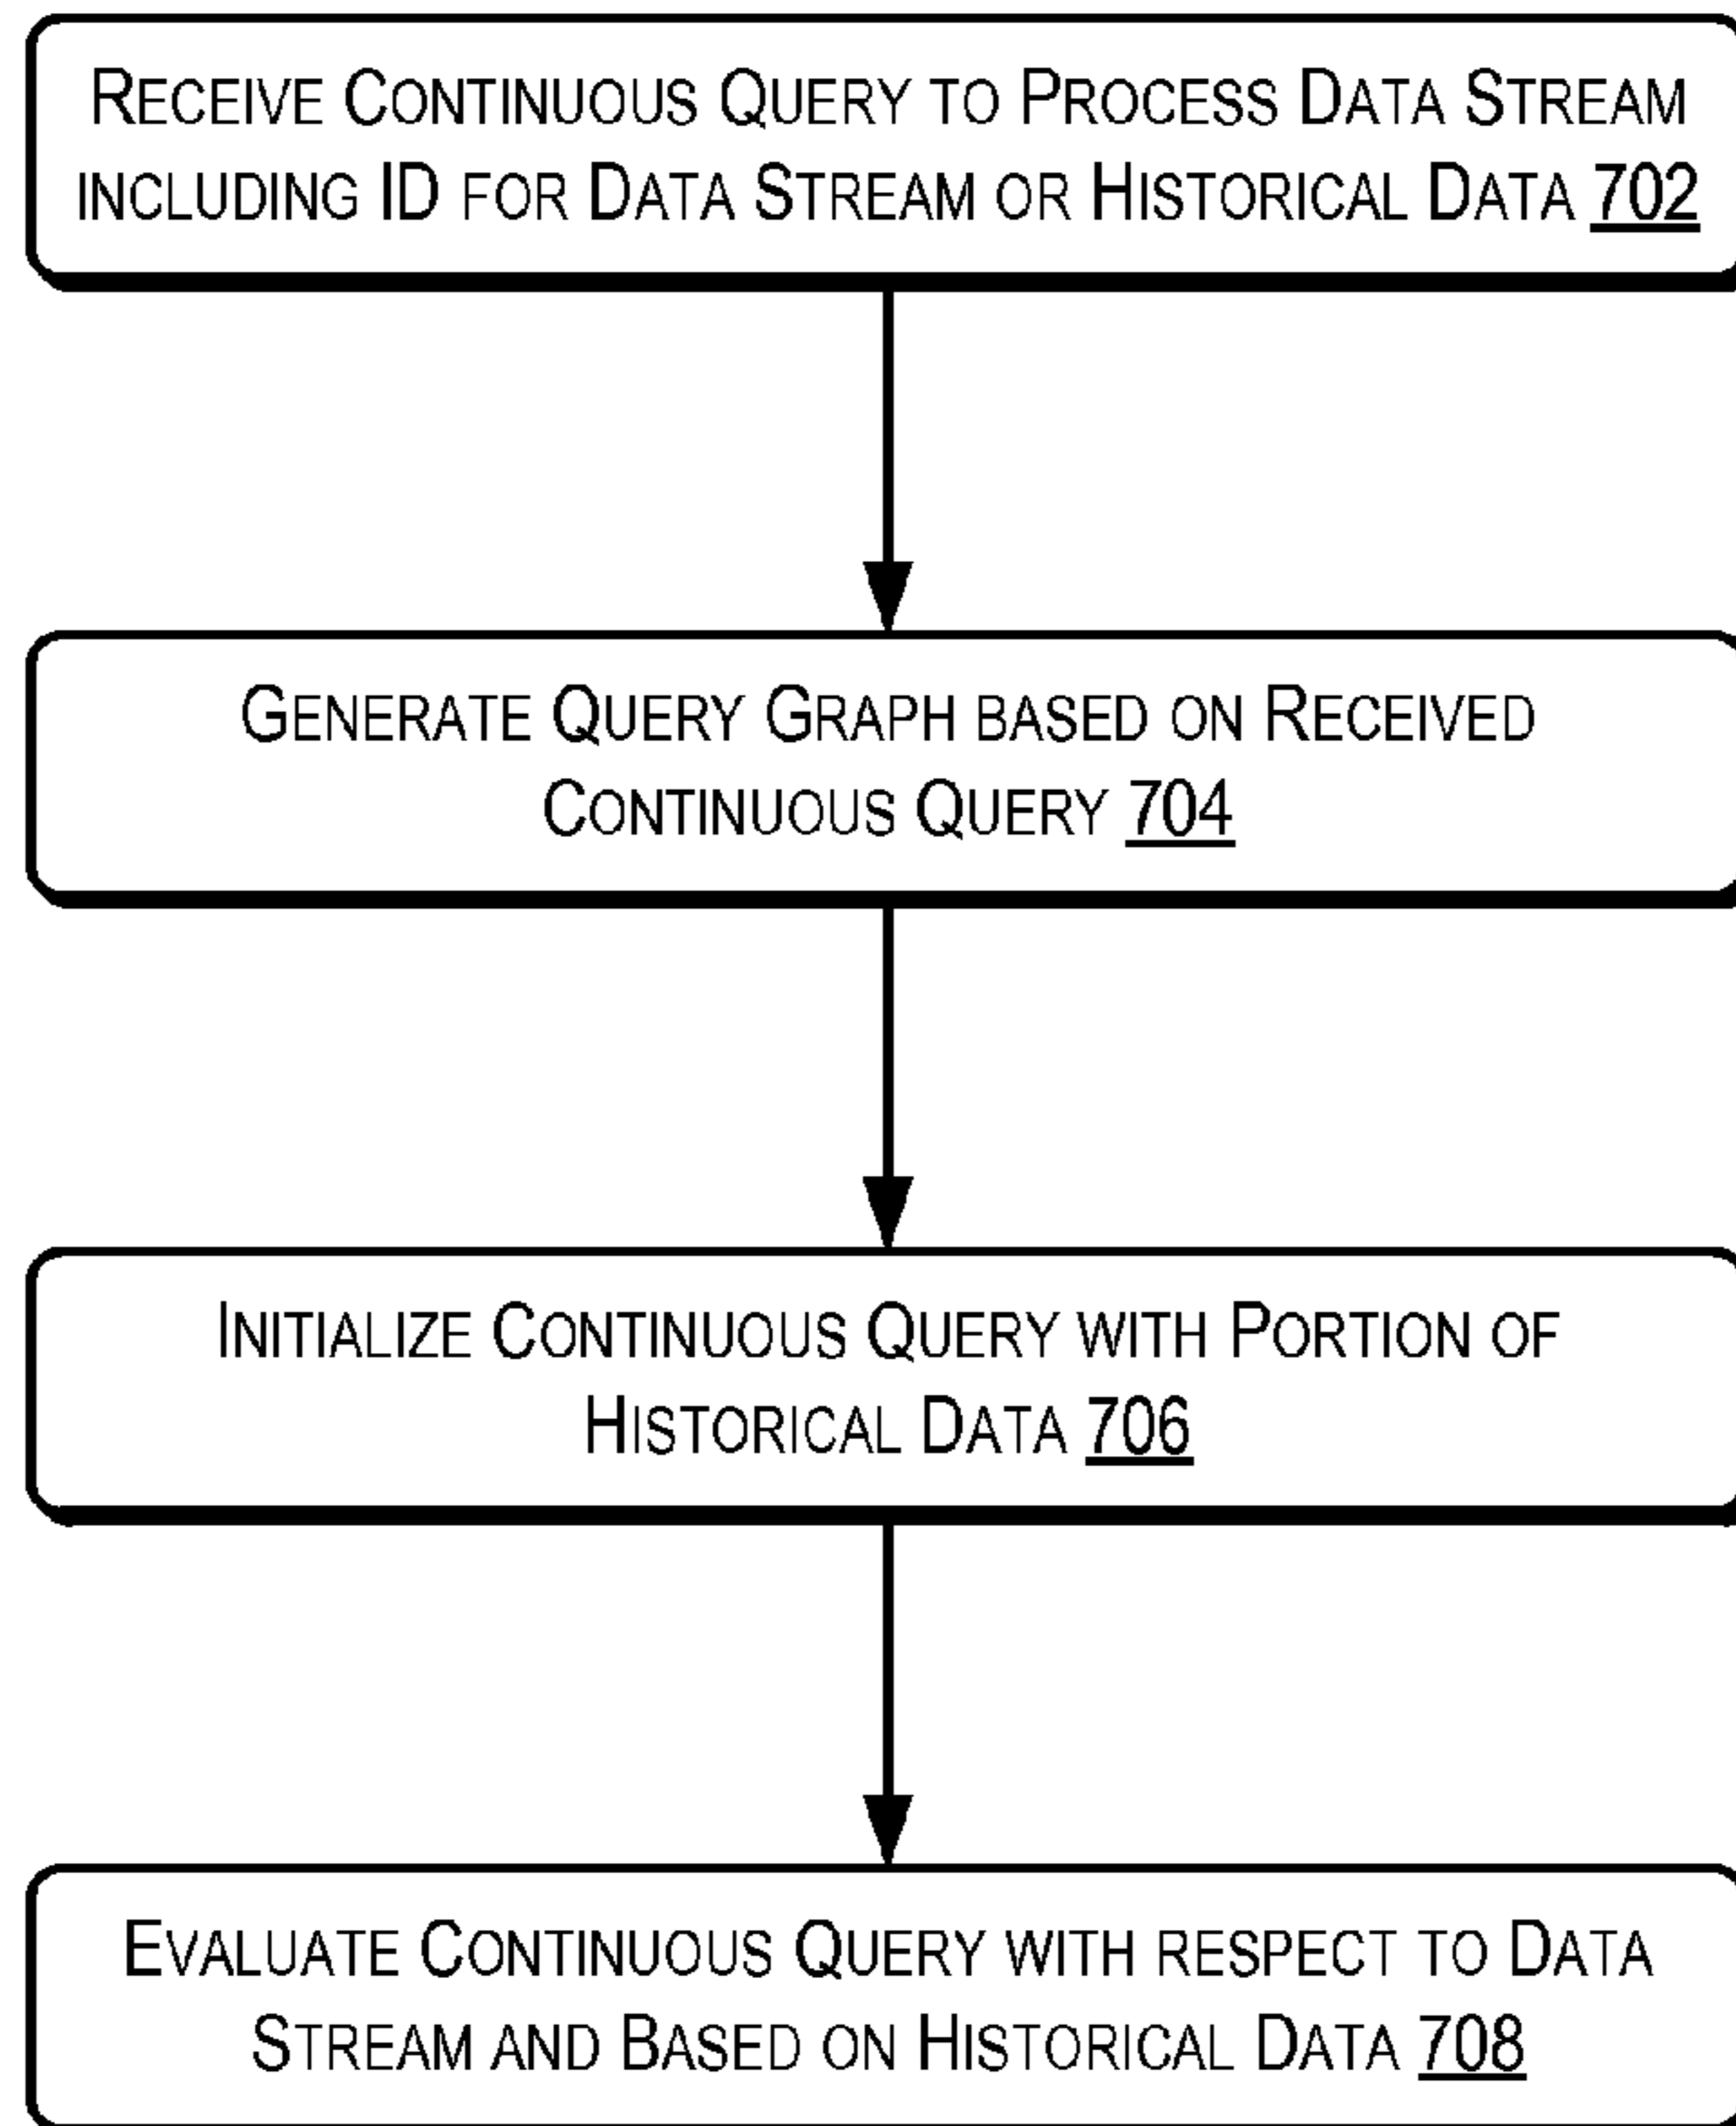 RECEIVE CONTINUOUS QUERY TO PROCESS DATA STREAM
INCLUDING ID FOR DATA STREAM OR HISTORICAL DATA 702
GENERATE QUERY GRAPH BASED ON RECEIVED
CONTINUOUS QUERY 704
INITIALIZE CONTINUOUS QUERY WITH PORTION OF
HISTORICAL DATA 706
EVALUATE CONTINUOUS QUERY WITH RESPECT TO DATA
STREAM AND BASED ON HISTORICAL DATA 708